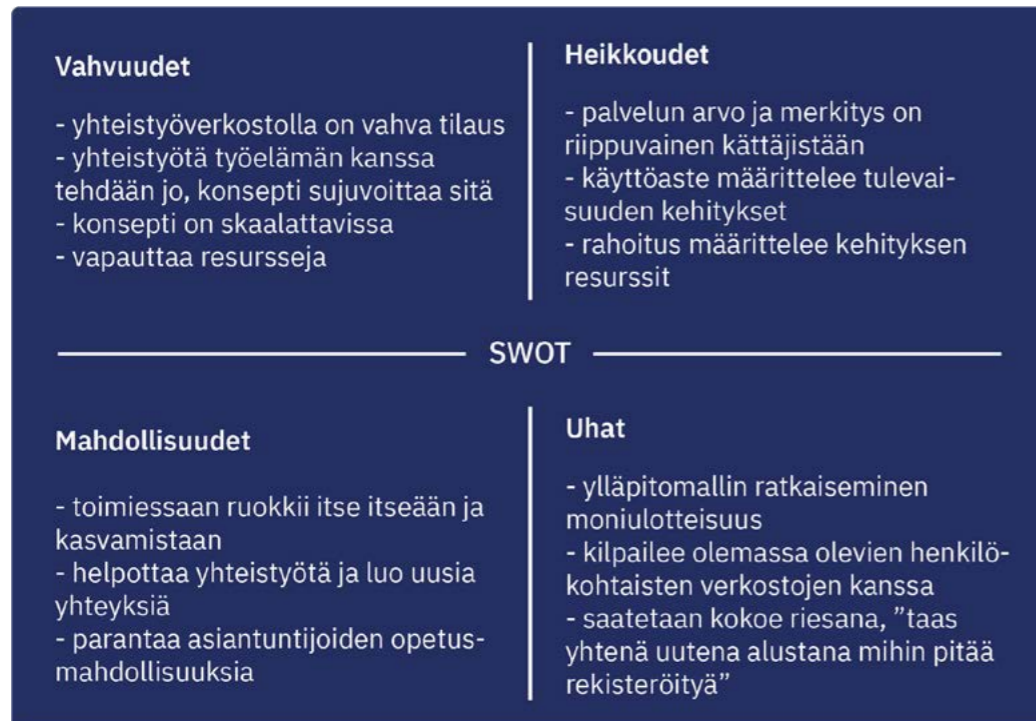 Vahvuudet
- yhteistyöverkostolla on vahva tilaus
- yhteistyötä työelämän kanssa
tehdään jo, konsepti sujuvoittaa sitä
- konsepti on skaalattavissa
- vapauttaa resursseja
Heikkoudet
- palvelun arvo ja merkitys on
riippuvainen kättäjistään
- käyttöaste määrittelee tulevai-
suuden kehitykset
- rahoitus määrittelee kehityksen
resurssit
SWOT
Mahdollisuudet
- toimiessaan ruokkii itse itseään ja
kasvamistaan
- helpottaa yhteistyötä ja luo uusia
yhteyksiä
- parantaa asiantuntijoiden opetus-
mahdollisuuksia
Uhat
- ylläpitomallin ratkaiseminen
moniulotteisuus
- kilpailee olemassa olevien henkilö-
kohtaisten verkostojen kanssa
- saatetaan kokoe riesana, ”taas
yhtenä uutena alustana mihin pitää
rekisteröityä”